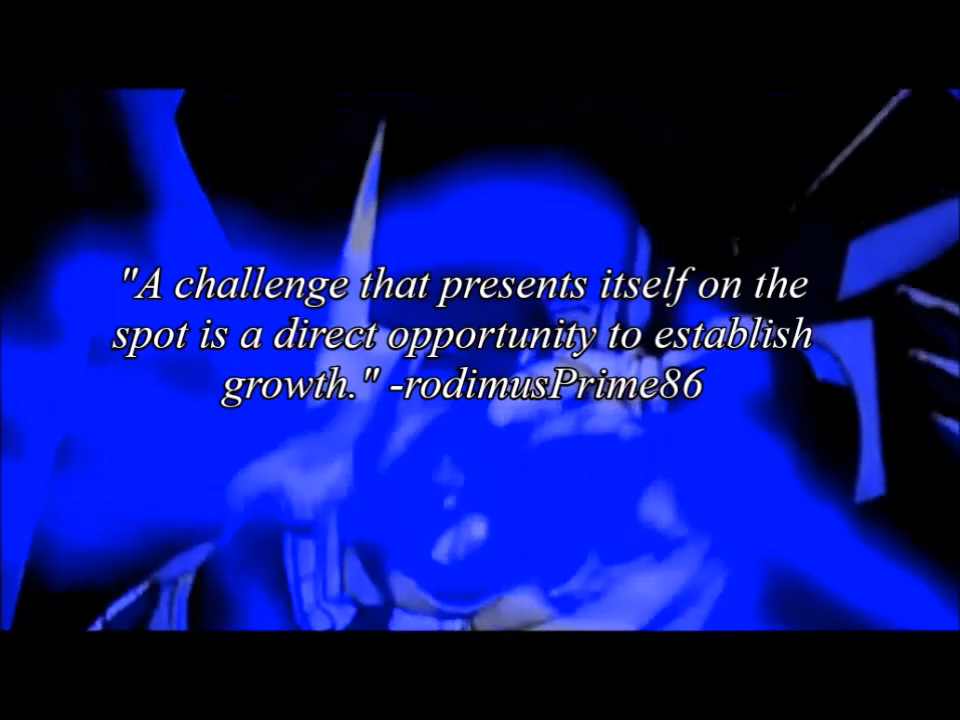 "A challenge that presents itself on the
spot is a direct opportunity to establish
growth." -rodimusPrime86